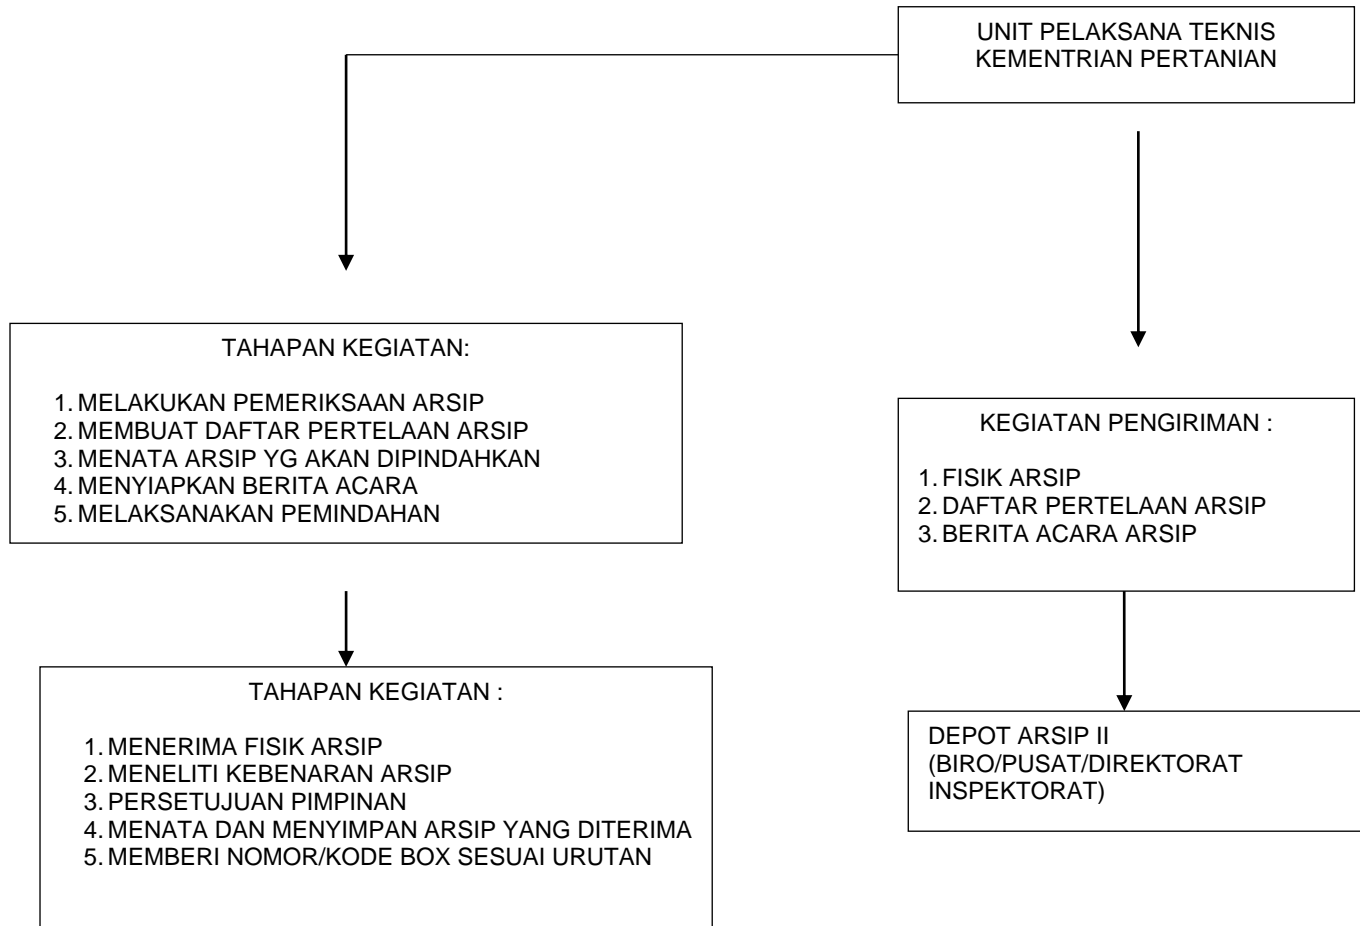 UNIT PELAKSANA TEKNIS
KEMENTRIAN PERTANIAN
TAHAPAN KEGIATAN:
1. MELAKUKAN PEMERIKSAAN ARSIP
2. MEMBUAT DAFTAR PERTELAAN ARSIP
3. MENATA ARSIP YG AKAN DIPINDAHKAN
4. MENYIAPKAN BERITA ACARA
5. MELAKSANAKAN PEMINDAHAN
KEGIATAN PENGIRIMAN :
1. FISIK ARSIP
2. DAFTAR PERTELAAN ARSIP
3. BERITA ACARA ARSIP
TAHAPAN KEGIATAN :
1. MENERIMA FISIK ARSIP
2. MENELITI KEBENARAN ARSIP
3. PERSETUJUAN PIMPINAN
4. MENATA DAN MENYIMPAN ARSIP YANG DITERIMA
5. MEMBERI NOMOR/KODE BOX SESUAI URUTAN
DEPOT ARSIP II
(BIRO/PUSAT/DIREKTORAT
INSPEKTORAT)